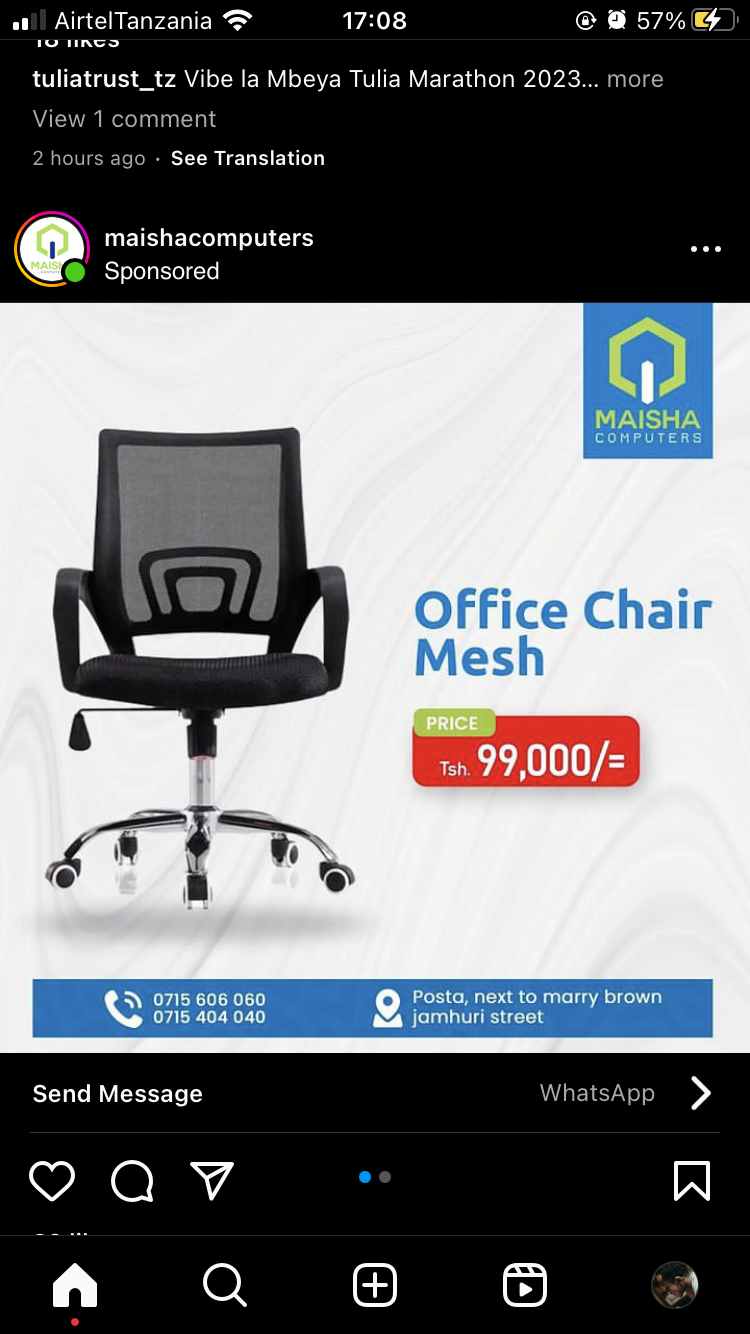 AirtelTanzania 17:08 57%
18 likes
tuliatrust_tz Vibe la Mbeya Tulia Marathon 2023... more
View 1 comment
2 hours ago · See Translation
maishacomputers
Sponsored
MAISHA
COMPUTERS
Office Chair
Mesh
PRICE
Tsh. 99,000/=
0715 606 060
0715 404 040
Posta, next to marry brown
jamhuri street
Send Message WhatsApp